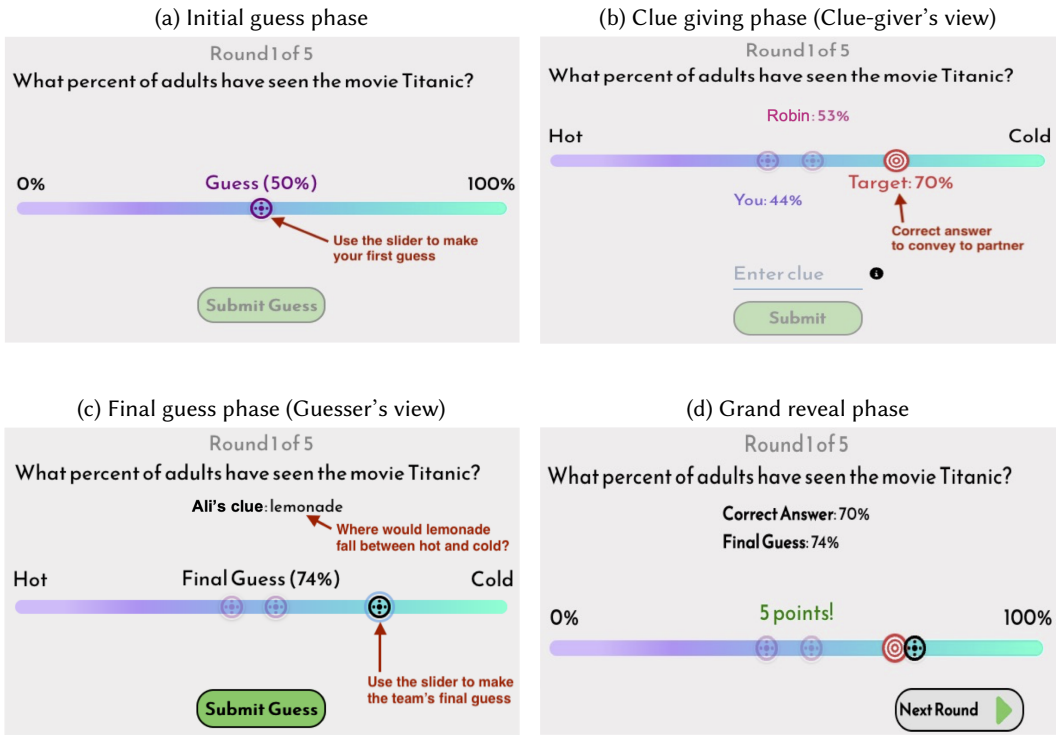 (a) Initial guess phase
Round 1 of 5
What percent of adults have seen the movie Titanic?
0%
Guess (50%)
100%
Use the slider to make
your first guess
Submit Guess
(b) Clue giving phase (Clue-giver's view)
Round 1 of 5
What percent of adults have seen the movie Titanic?
Robin: 53%
Hot
Cold
Target: 70%
You: 44%
Correct answer
to convey to partner
Enter clue
Submit
(c) Final guess phase (Guesser's view)
Round 1 of 5
What percent of adults have seen the movie Titanic?
Ali's clue: lemonade
Where would lemonade
fall between hot and cold?
Hot
Final Guess (74%)
Cold
Use the slider to make
the team's final guess
Submit Guess
(d) Grand reveal phase
Round 1 of 5
What percent of adults have seen the movie Titanic?
Correct Answer: 70%
Final Guess: 74%
0%
5 points!
100%
Next Round